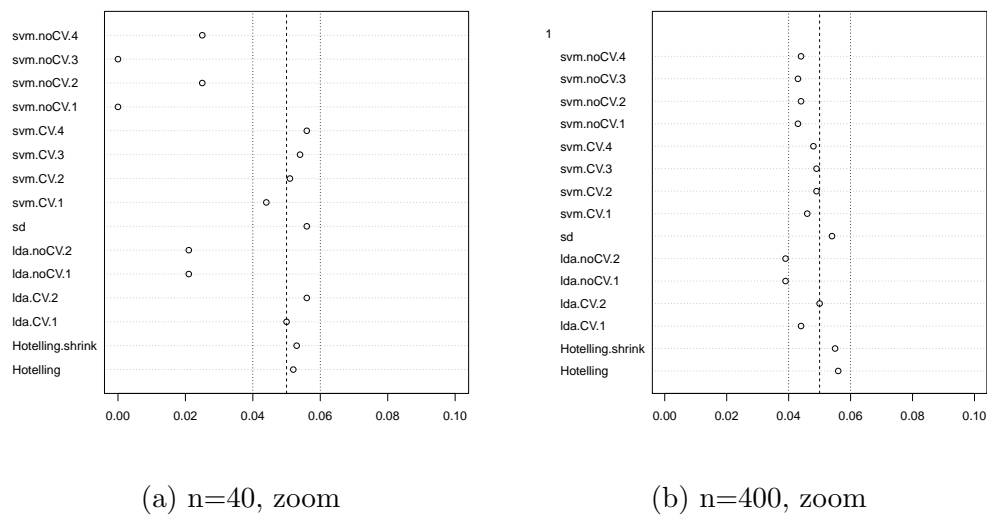 svm.noCV.4
svm.noCV.3
svm.noCV.2
svm.noCV.1
svm.CV.4
svm.CV.3
svm.CV.2
svm.CV.1
sd
lda.noCV.2
lda.noCV.1
lda.CV.2
lda.CV.1
Hotelling.shrink
Hotelling
0.00 0.02 0.04 0.06 0.08 0.10
(a) n=40, zoom
1
svm.noCV.4
svm.noCV.3
svm.noCV.2
svm.noCV.1
svm.CV.4
svm.CV.3
svm.CV.2
svm.CV.1
sd
lda.noCV.2
lda.noCV.1
lda.CV.2
lda.CV.1
Hotelling.shrink
Hotelling
0.00 0.02 0.04 0.06 0.08 0.10
(b) n=400, zoom